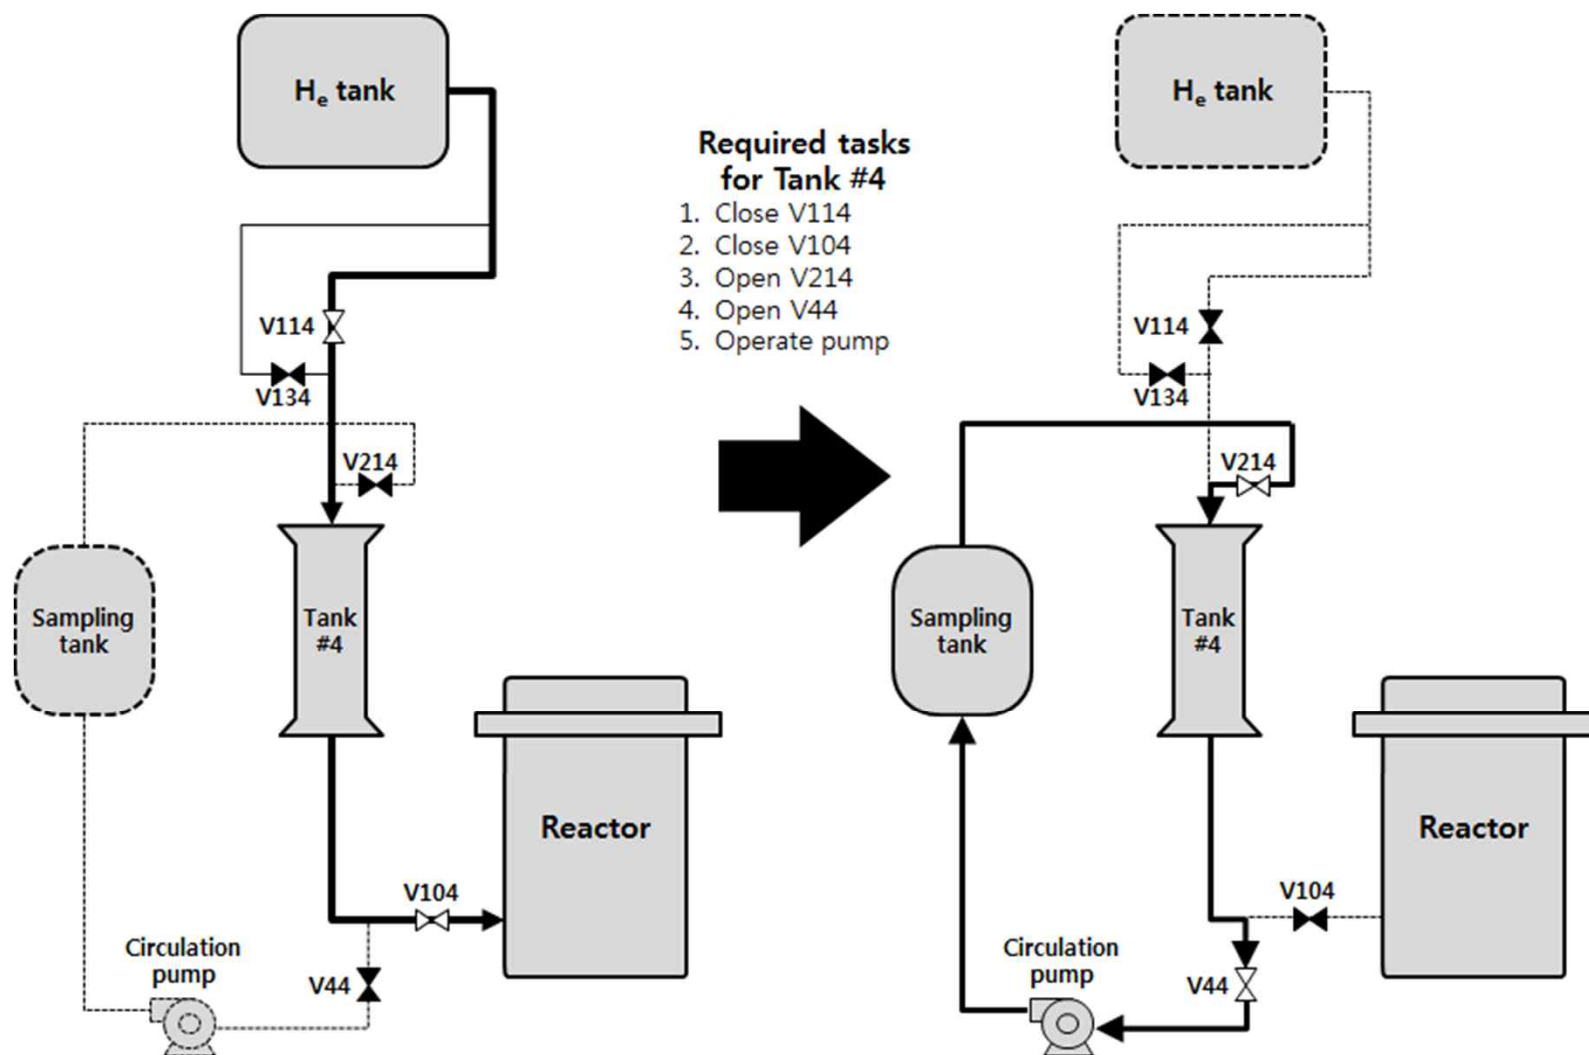 He tank
V114
V134
V214
Sampling
tank
Tank
#4
Reactor
V104
Circulation
pump
V44
Required tasks
for Tank #4
1. Close V114
2. Close V104
3. Open V214
4. Open V44
5. Operate pump
He tank
V114
V134
V214
Sampling
tank
Tank
#4
Reactor
V104
Circulation
pump
V44